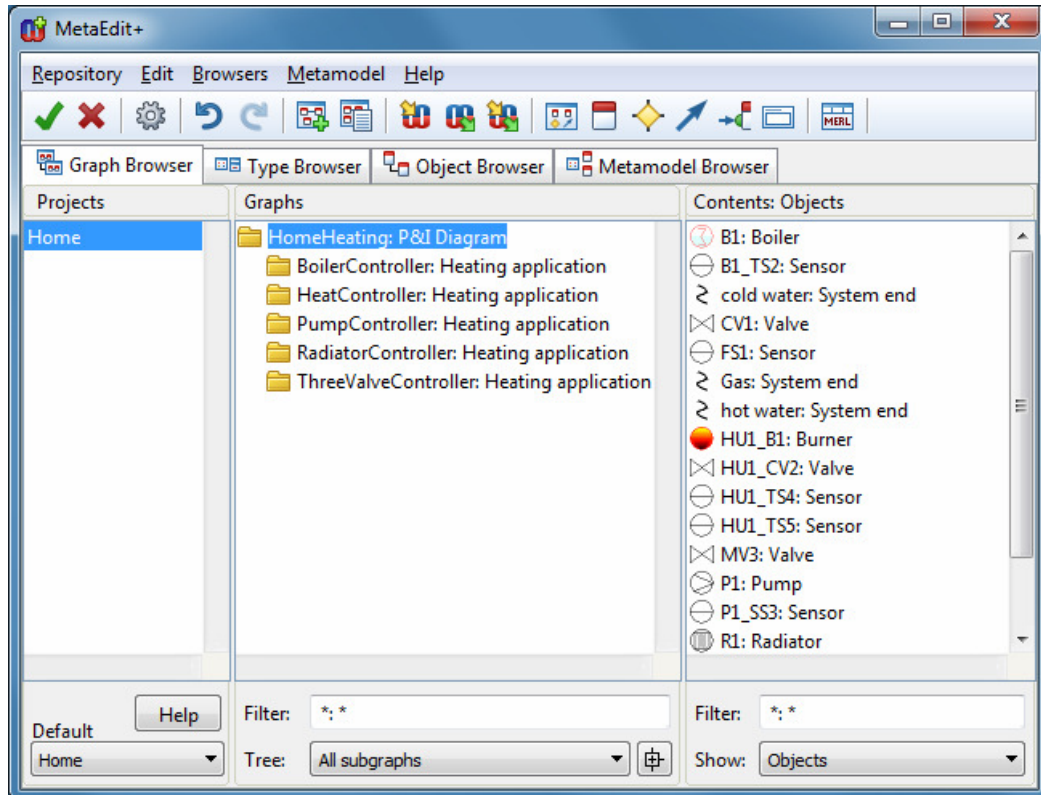 MetaEdit+
Repository Edit Browsers Metamodel Help
MERL
Graph Browser Type Browser Object Browser Metamodel Browser
Projects Graphs Contents: Objects
Home
HomeHeating: P&I Diagram
BoilerController: Heating application
HeatController: Heating application
PumpController: Heating application
RadiatorController: Heating application
ThreeValveController: Heating application
B1: Boiler
B1_TS2: Sensor
cold water: System end
CV1: Valve
FS1: Sensor
Gas: System end
hot water: System end
HU1_B1: Burner
HU1_CV2: Valve
HU1_TS4: Sensor
HU1_TS5: Sensor
MV3: Valve
P1: Pump
P1_SS3: Sensor
R1: Radiator
Default Help
Home
Filter: *: *
Tree: All subgraphs
Filter: *: *
Show: Objects